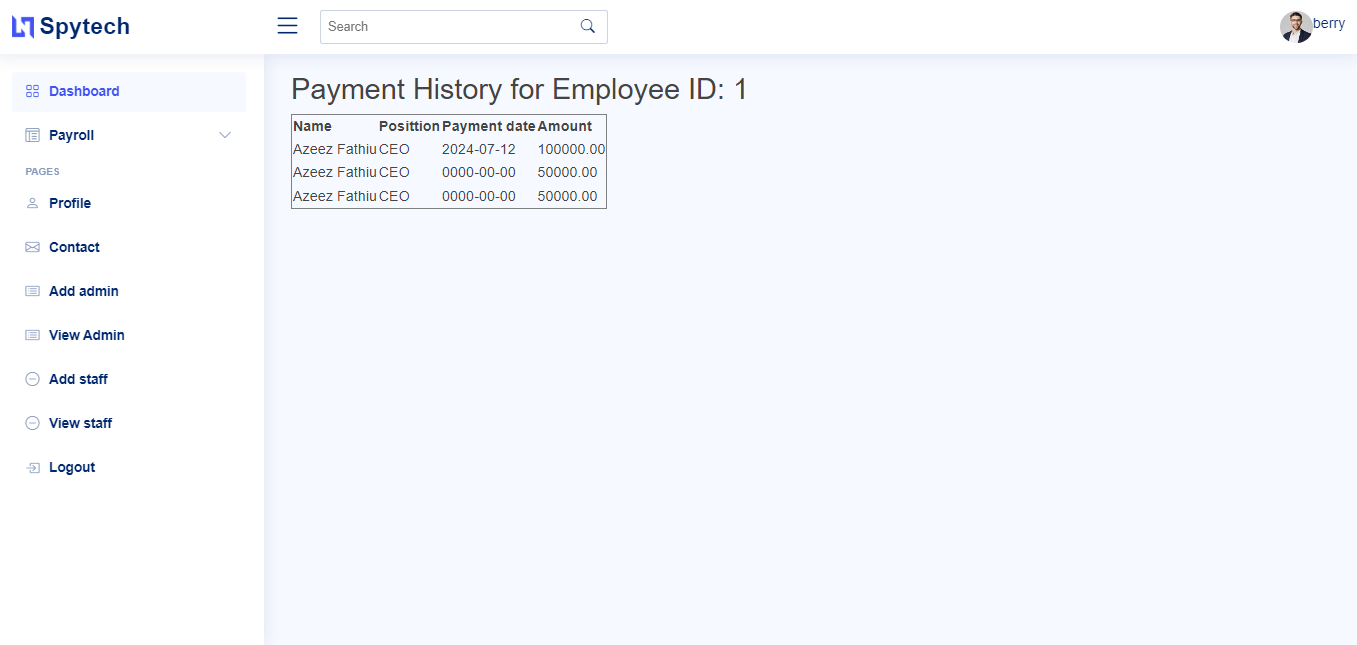 Spytech
Search
berry
Dashboard
Payroll
PAGES
Profile
Contact
Add admin
View Admin
Add staff
View staff
Logout
Payment History for Employee ID: 1
Name Posittion Payment date Amount
Azeez Fathiu CEO 2024-07-12 100000.00
Azeez Fathiu CEO 0000-00-00 50000.00
Azeez Fathiu CEO 0000-00-00 50000.00